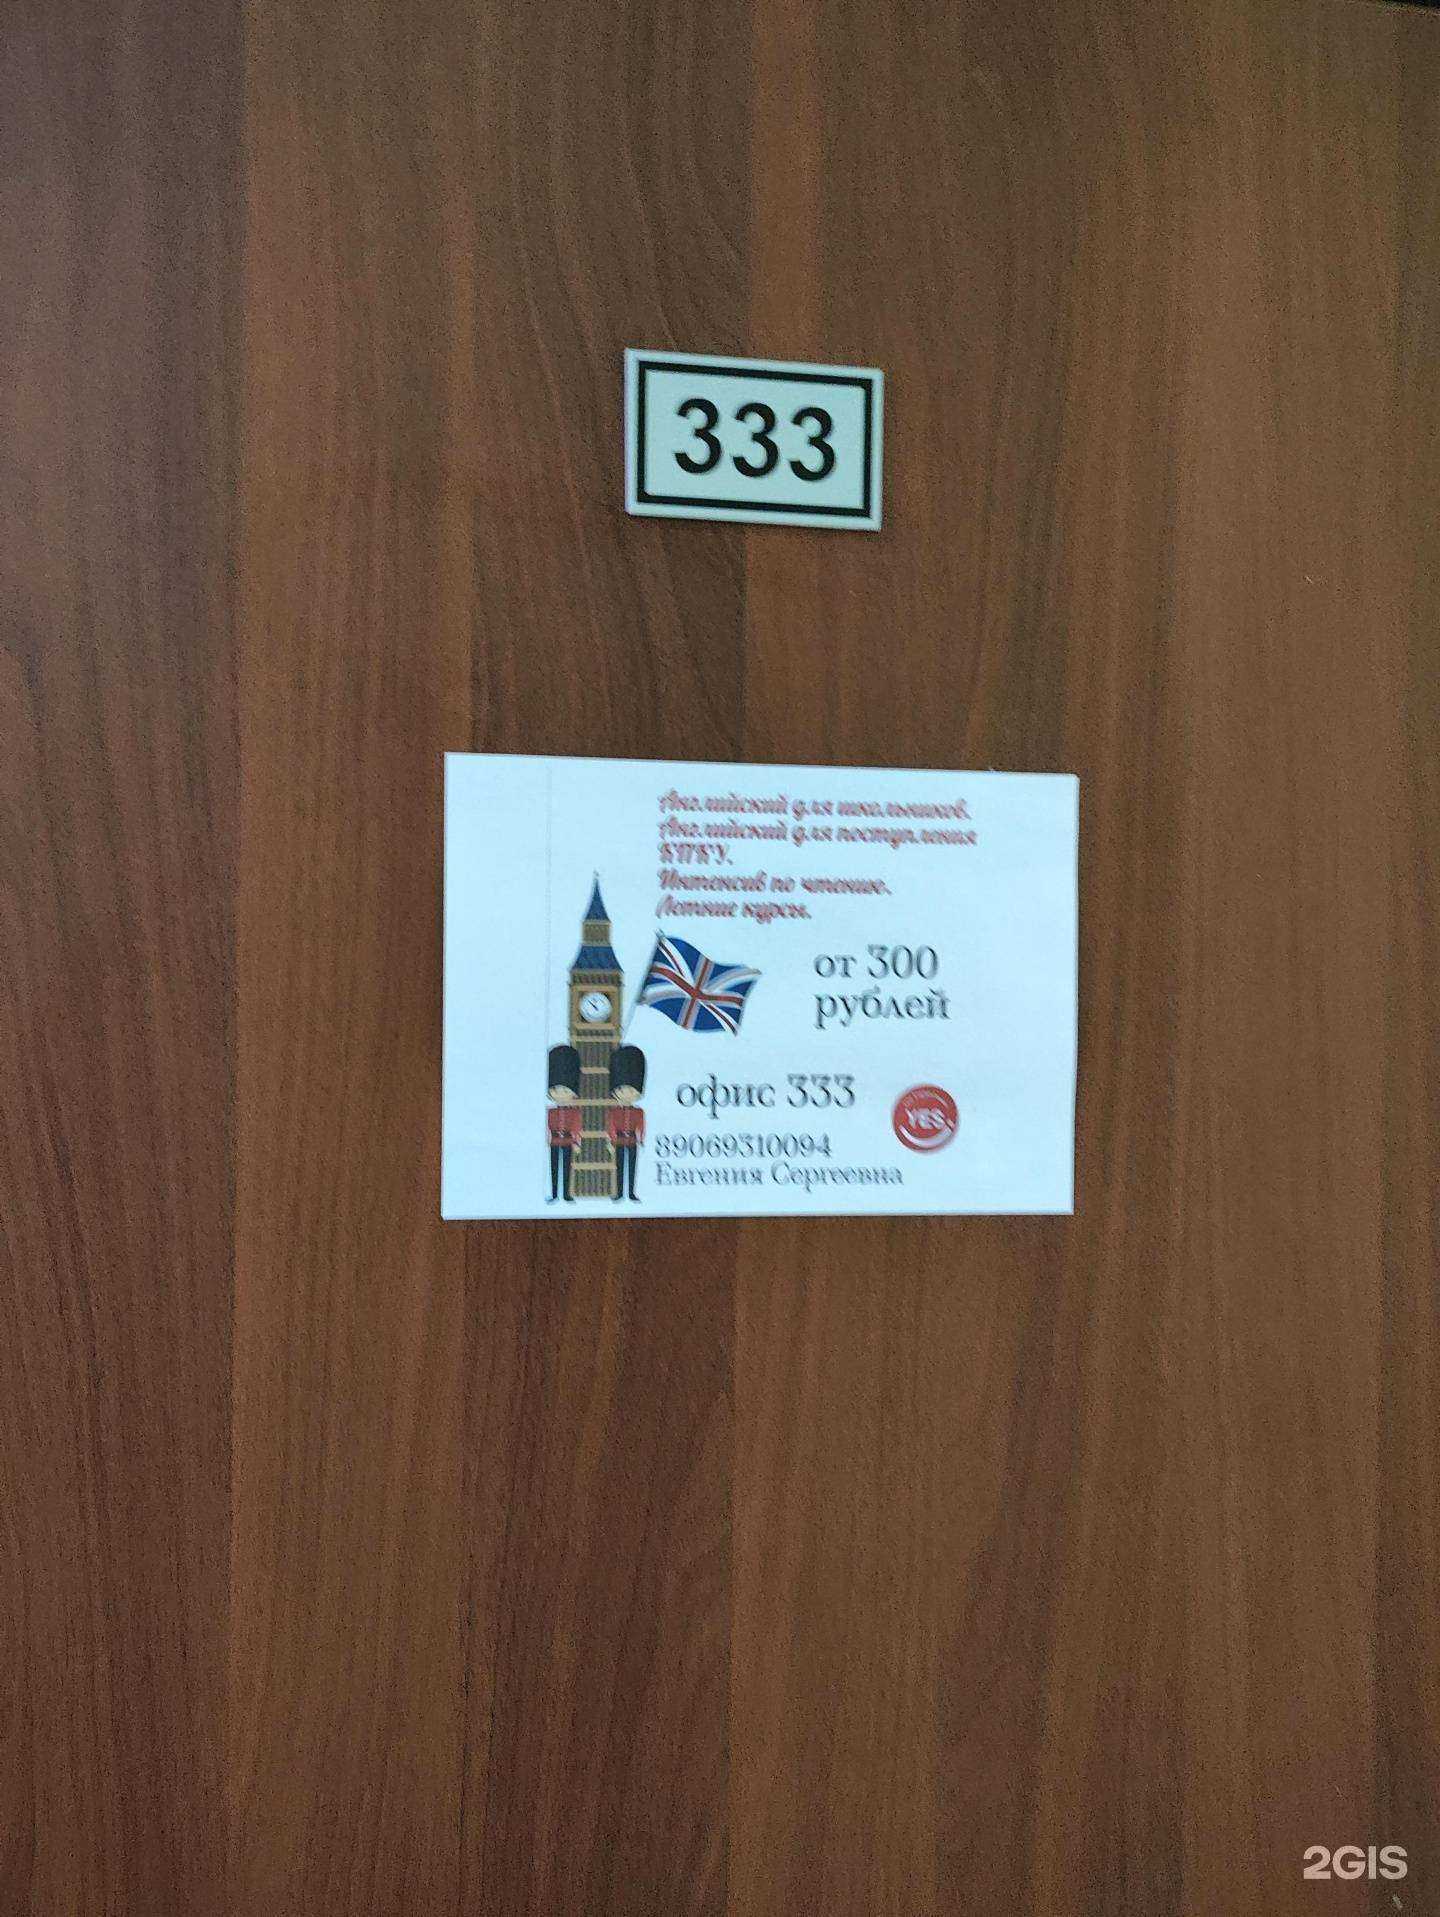 333
Английский для школьников.
Английский для поступления
КПКУ.
Интенсив по чтению.
Летние курсы.
от 300
рублей
офис 333
YES
89069310094
Евгения Сергеевна
2GIS